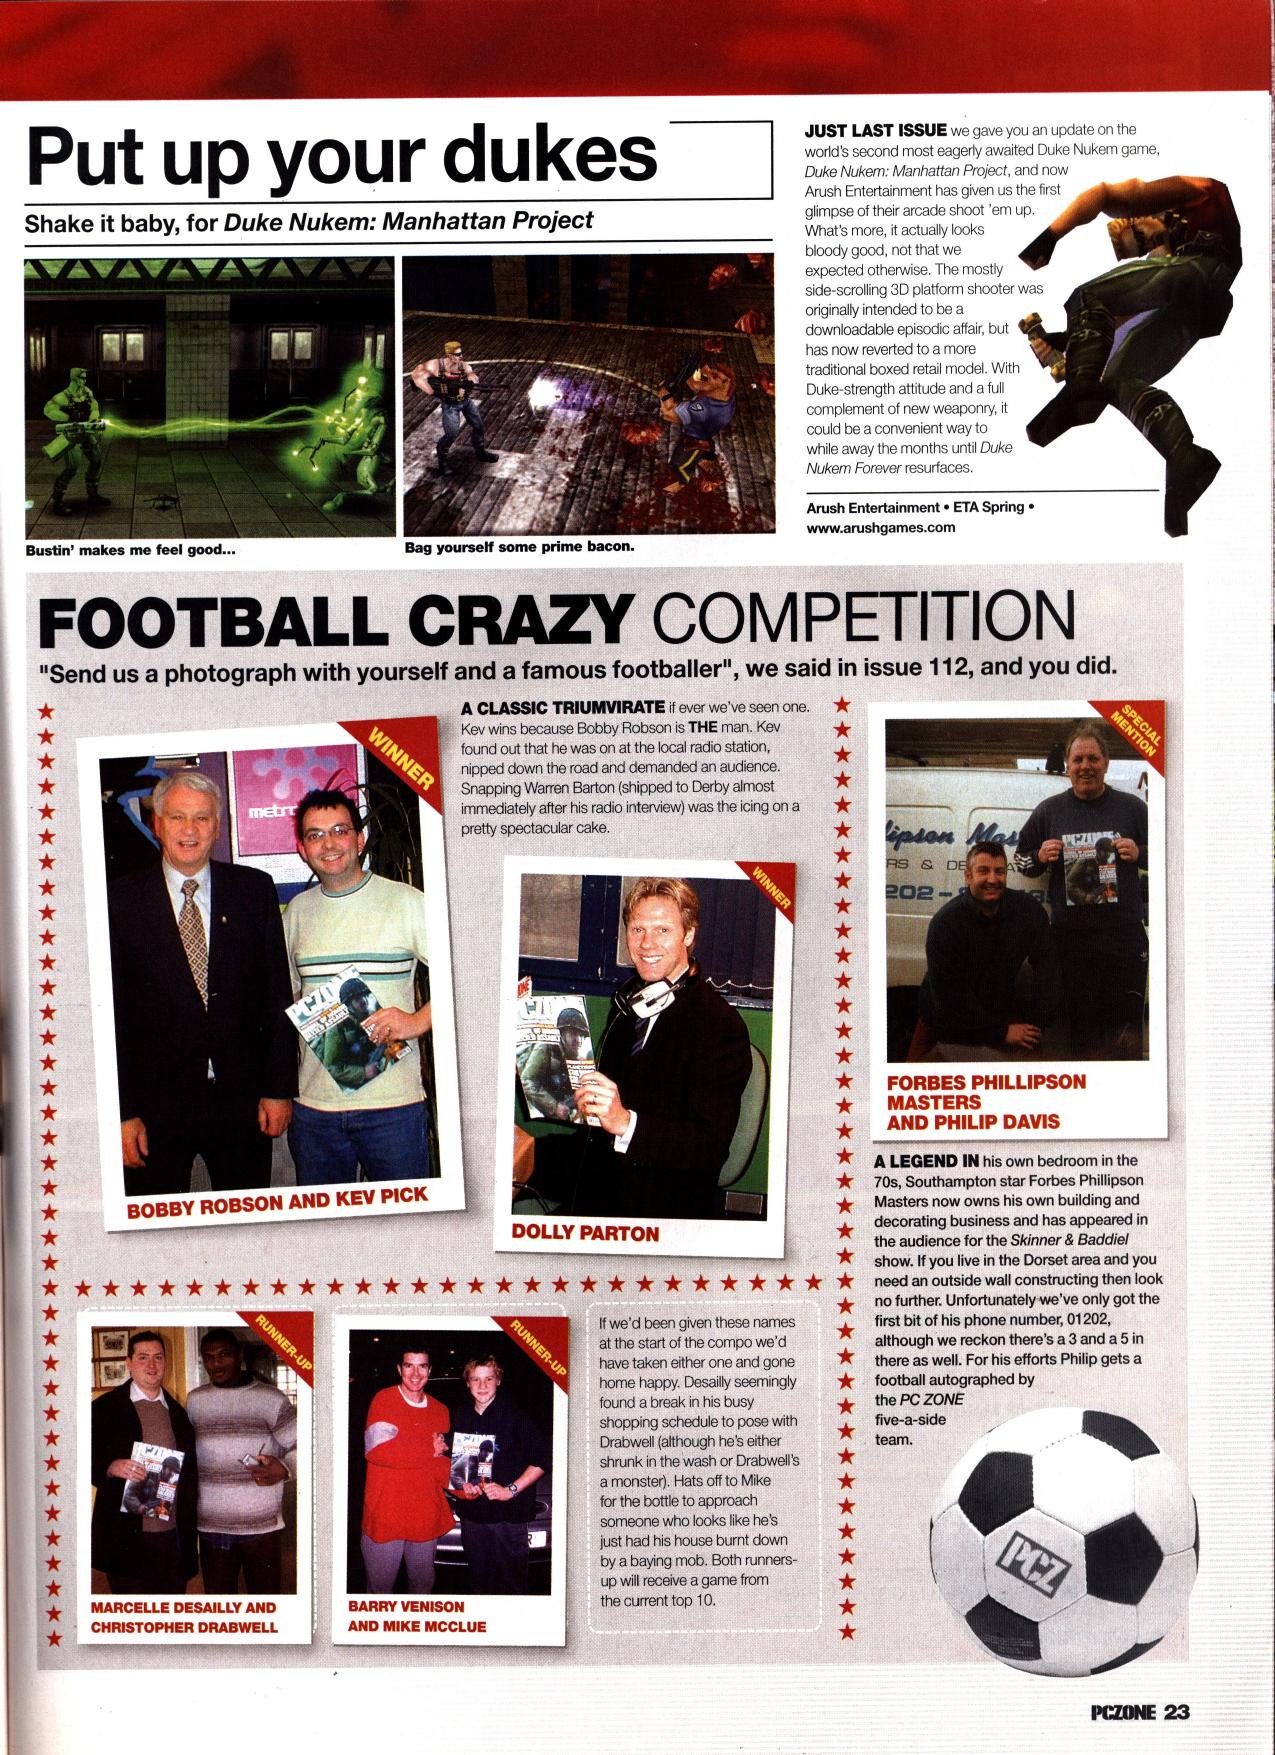 Put up your dukes
Shake it baby, for Duke Nukem: Manhattan Project
Bustin' makes me feel good...
Bag yourself some prime bacon.
JUST LAST ISSUE we gave you an update on the
world's second most eagerly awaited Duke Nukem game,
Duke Nukem: Manhattan Project, and now
Arush Entertainment has given us the first
glimpse of their arcade shoot 'em up.
What's more, it actually looks
bloody good, not that we
expected otherwise. The mostly
side-scrolling 3D platform shooter was
originally intended to be a
downloadable episodic affair, but
has now reverted to a more
traditional boxed retail model. With
Duke-strength attitude and a full
complement of new weaponry, it
could be a convenient way to
while away the months until Duke
Nukem Forever resurfaces.
Arush Entertainment • ETA Spring •
www.arushgames.com
FOOTBALL CRAZY COMPETITION
"Send us a photograph with yourself and a famous footballer", we said in issue 112, and you did.
WINNER
metr
PCZONE
BOBBY ROBSON AND KEV PICK
A CLASSIC TRIUMVIRATE if ever we've seen one.
Kev wins because Bobby Robson is THE man. Kev
found out that he was on at the local radio station,
nipped down the road and demanded an audience.
Snapping Warren Barton (shipped to Derby almost
immediately after his radio interview) was the icing on a
pretty spectacular cake.
WINNER
DOLLY PARTON
SPECIAL
MENTION
lipson Mas
RS & DE
202-
PCZONE
FORBES PHILLIPSON
MASTERS
AND PHILIP DAVIS
A LEGEND IN his own bedroom in the
70s, Southampton star Forbes Phillipson
Masters now owns his own building and
decorating business and has appeared in
the audience for the Skinner & Baddiel
show. If you live in the Dorset area and you
need an outside wall constructing then look
no further. Unfortunately we've only got the
first bit of his phone number, 01202,
although we reckon there's a 3 and a 5 in
there as well. For his efforts Philip gets a
football autographed by
the PC ZONE
five-a-side
team.
PCZ
RUNNER-UP
MARCELLE DESAILLY AND
CHRISTOPHER DRABWELL
RUNNER-UP
BARRY VENISON
AND MIKE MCCLUE
If we'd been given these names
at the start of the compo we'd
have taken either one and gone
home happy. Desailly seemingly
found a break in his busy
shopping schedule to pose with
Drabwell (although he's either
shrunk in the wash or Drabwell's
a monster). Hats off to Mike
for the bottle to approach
someone who looks like he's
just had his house burnt down
by a baying mob. Both runners-
up will receive a game from
the current top 10.
PCZONE 23